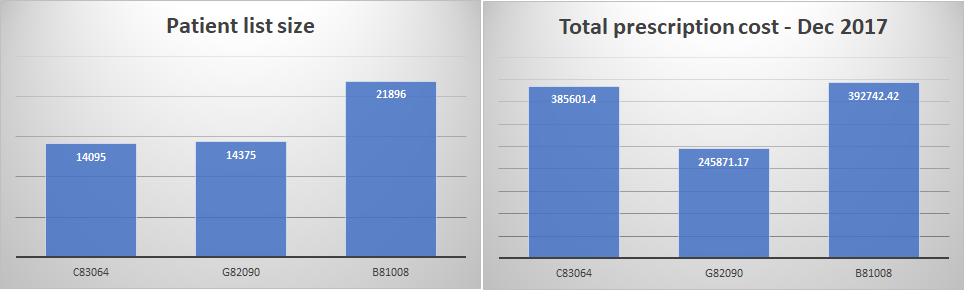 Patient list size
21896
14095
14375
C83064
G82090
B81008
Total prescription cost - Dec 2017
385601.4
392742.42
245871.17
C83064
G82090
B81008